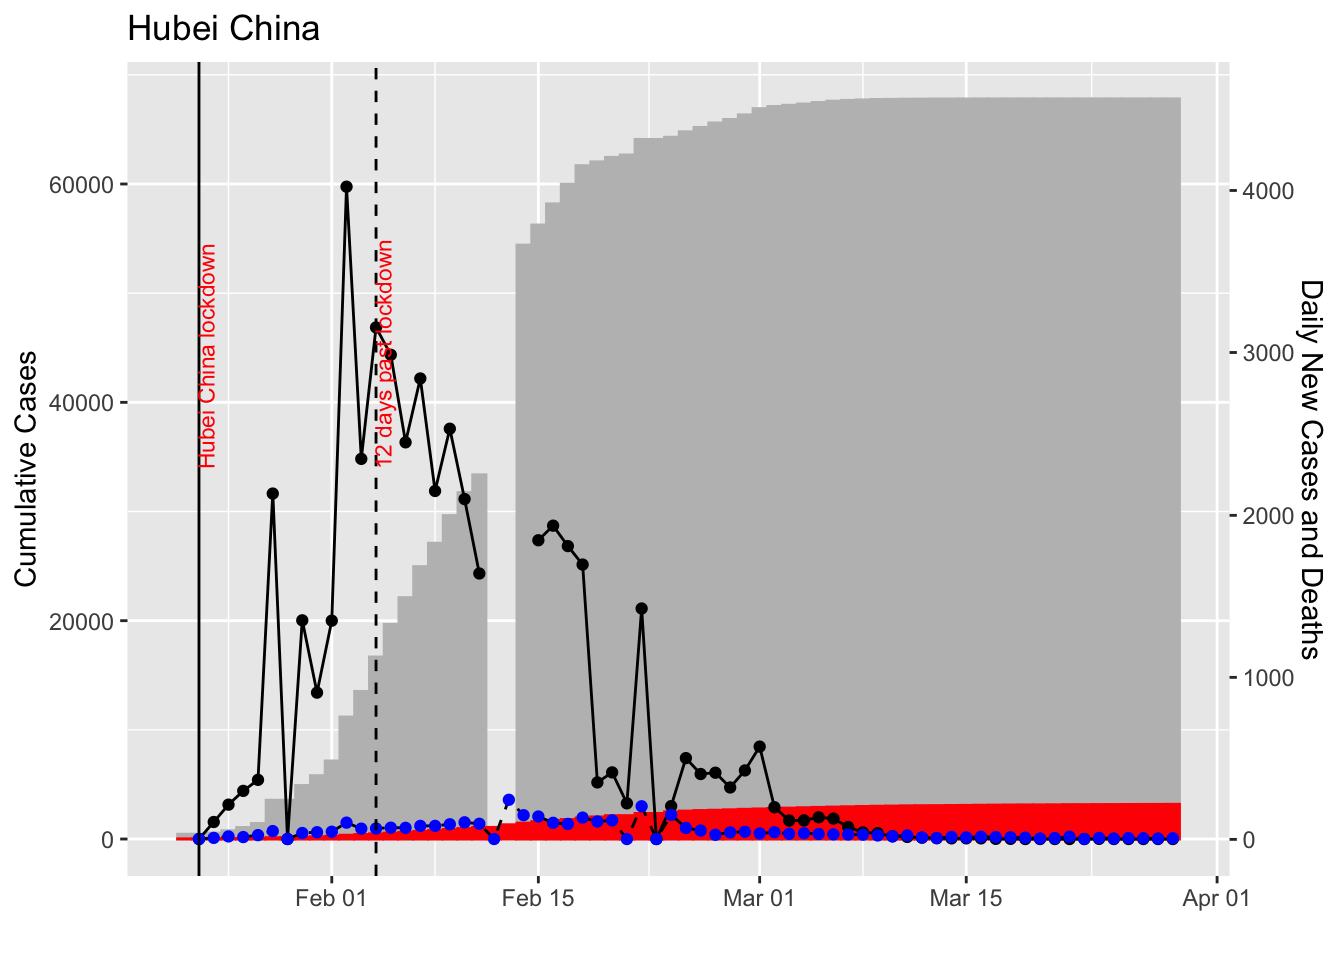 Hubei China
Cumulative Cases
60000
40000
20000
0
Hubei China lockdown
12 days past lockdown
4000
3000
2000
1000
0
Daily New Cases and Deaths
Feb 01
Feb 15
Mar 01
Mar 15
Apr 01